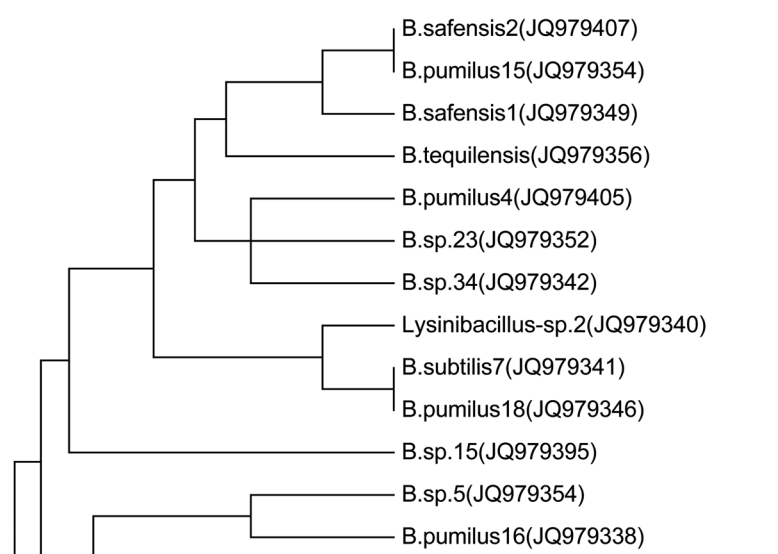 B.safensis2(JQ979407)
B.pumilus15(JQ979354)
B.safensis1(JQ979349)
B.tequilensis(JQ979356)
B.pumilus4(JQ979405)
B.sp.23(JQ979352)
B.sp.34(JQ979342)
Lysinibacillus-sp.2(JQ979340)
B.subtilis7(JQ979341)
B.pumilus18(JQ979346)
B.sp.15(JQ979395)
B.sp.5(JQ979354)
B.pumilus16(JQ979338)